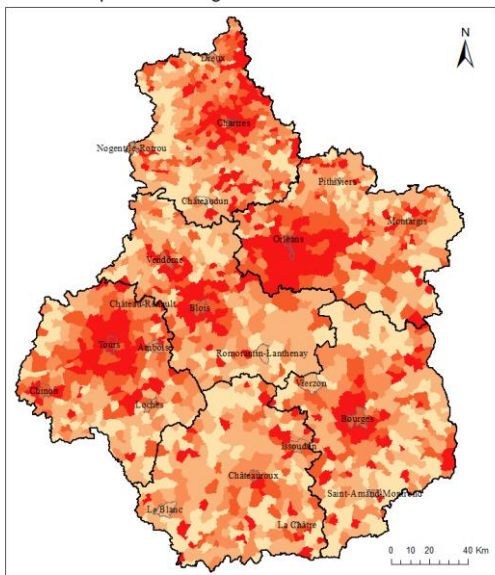 N
Dreux
Chartres
Nogent-le-Rotrou
Pithiviers
Châteaudun
Montargis
Orléans
Vendôme
Château-Renault
Blois
Tours
Amboise
Romorantin-Lanthenay
Chinon
Vierzon
Loches
Bourges
Issoudun
Châteauroux
Saint-Amand-Montrond
Le Blanc
La Châtre
0 10 20 40 Km